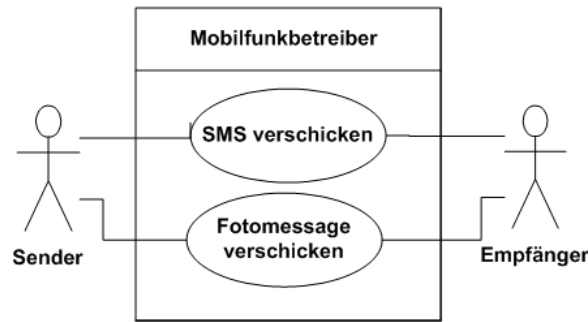 Mobilfunkbetreiber
SMS verschicken
Fotomessage
verschicken
Sender
Empfänger